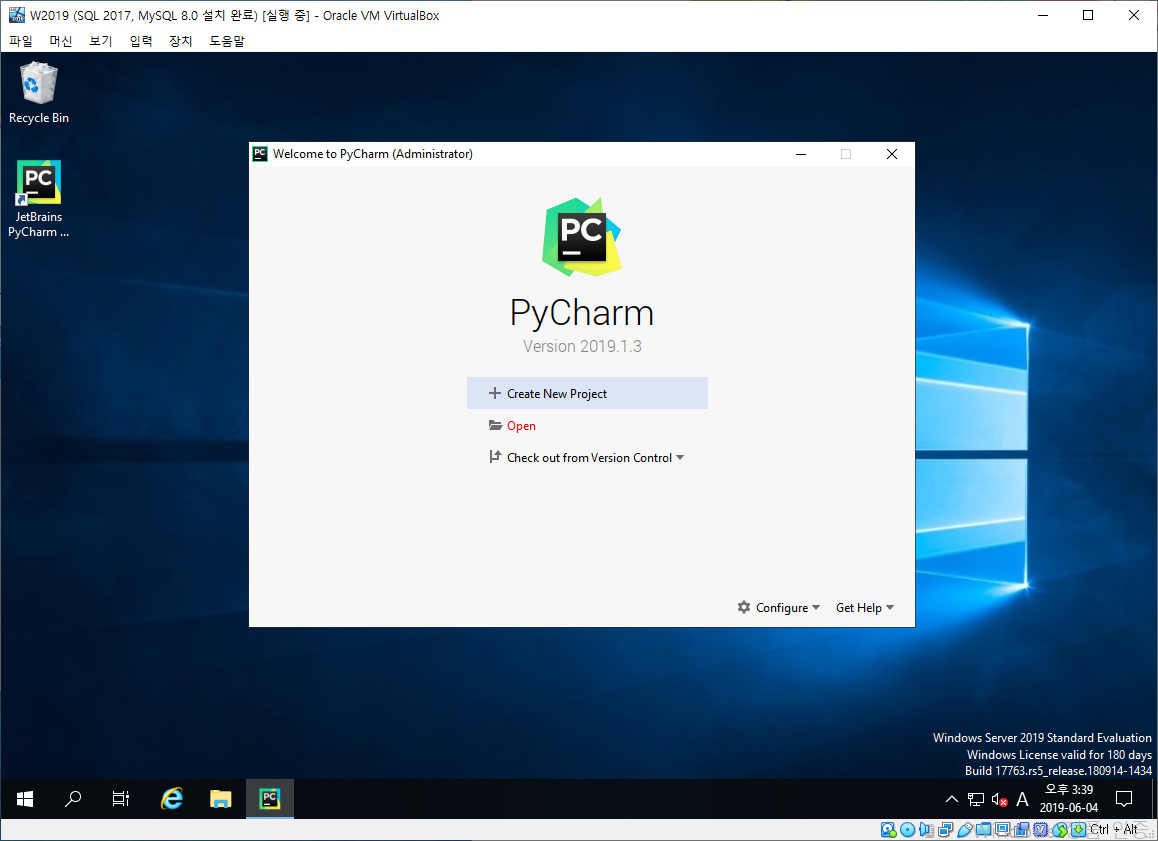 W2019 (SQL 2017, MySQL 8.0 설치 완료) [실행 중] - Oracle VM VirtualBox
파일 머신 보기 입력 장치 도움말
Recycle Bin
PC
JetBrains
PyCharm ...
PC Welcome to PyCharm (Administrator)
PC
PyCharm
Version 2019.1.3
Create New Project
Open
Check out from Version Control
Configure Get Help
Windows Server 2019 Standard Evaluation
Windows License valid for 180 days
Build 17763.rs5_release.180914-1434
PC
A
오후 3:39
2019-06-04
Ctrl + Alt